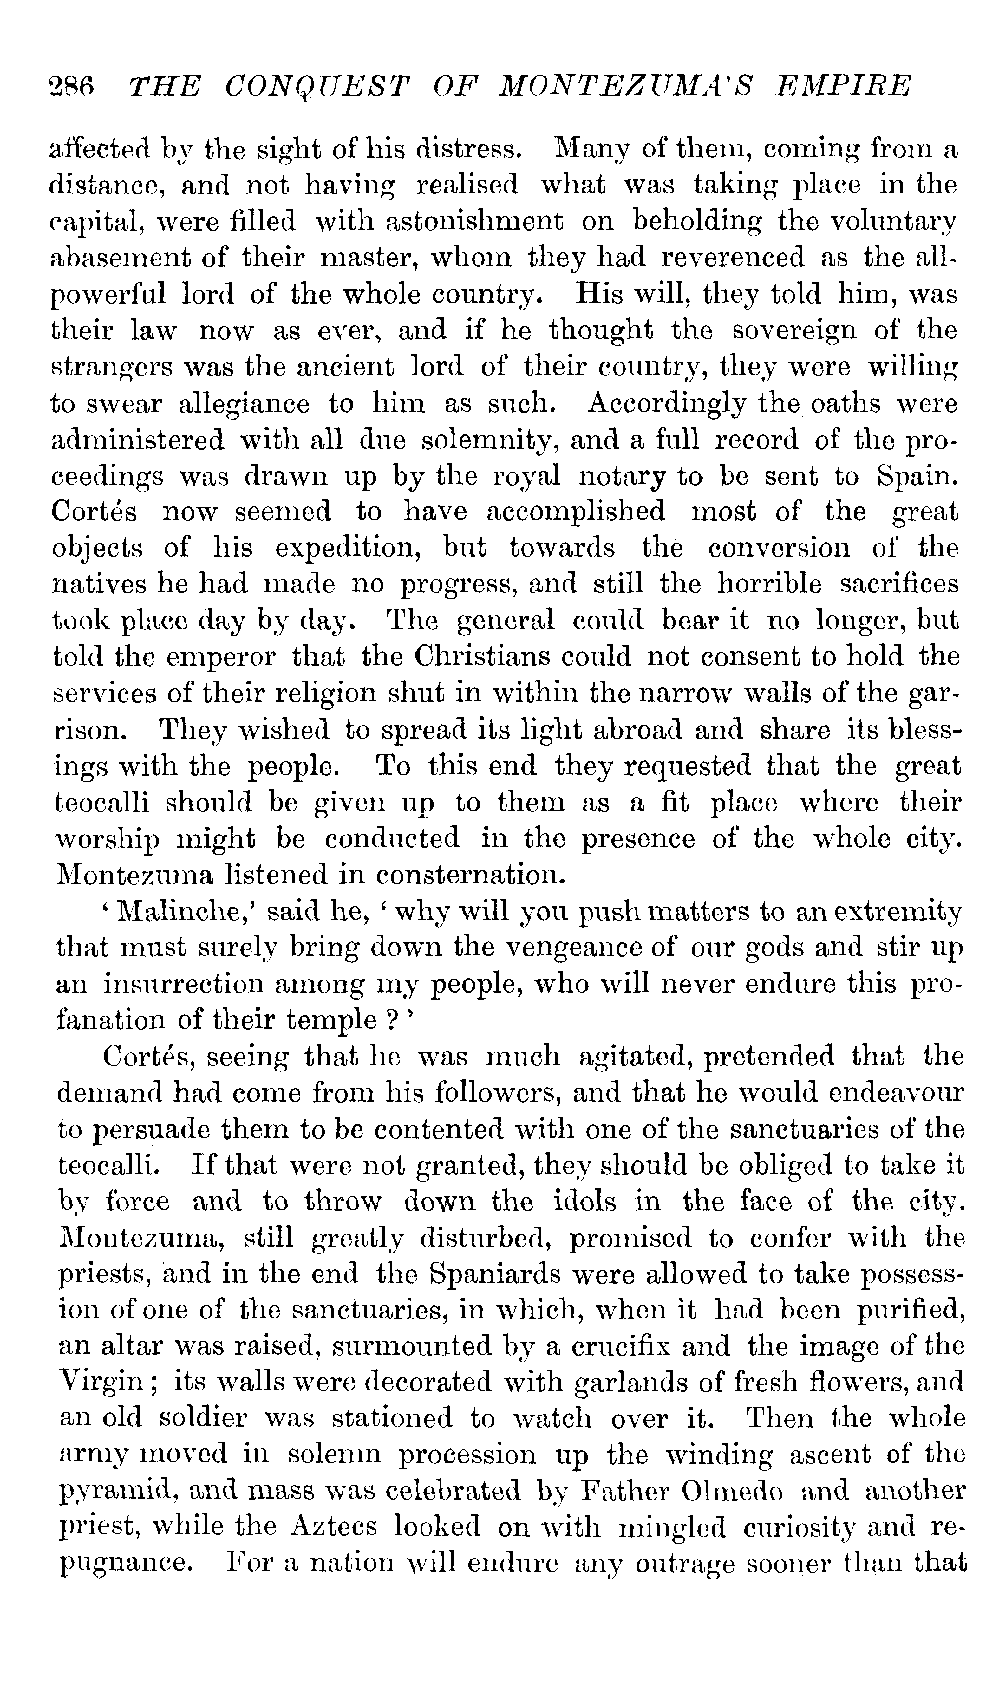 286 THE CONQUEST OF MONTEZUMA'S EMPIRE
affected by the sight of his distress. Many of them, coming from a
distance, and not having realised what was taking place in the
capital, were filled with astonishment on beholding the voluntary
abasement of their master, whom they had reverenced as the all-
powerful lord of the whole country. His will, they told him, was
their law now as ever, and if he thought the sovereign of the
strangers was the ancient lord of their country, they were willing
to swear allegiance to him as such. Accordingly the oaths were
administered with all due solemnity, and a full record of the pro-
ceedings was drawn up by the royal notary to be sent to Spain.
Cortés now seemed to have accomplished most of the great
objects of his expedition, but towards the conversion of the
natives he had made no progress, and still the horrible sacrifices
took place day by day. The general could bear it no longer, but
told the emperor that the Christians could not consent to hold the
services of their religion shut in within the narrow walls of the gar-
rison. They wished to spread its light abroad and share its bless-
ings with the people. To this end they requested that the great
teocalli should be given up to them as a fit place where their
worship might be conducted in the presence of the whole city.
Montezuma listened in consternation.
‘Malinche,’ said he, ‘why will you push matters to an extremity
that must surely bring down the vengeance of our gods and stir up
an insurrection among my people, who will never endure this pro-
fanation of their temple?’
Cortés, seeing that he was much agitated, pretended that the
demand had come from his followers, and that he would endeavour
to persuade them to be contented with one of the sanctuaries of the
teocalli. If that were not granted, they should be obliged to take it
by force and to throw down the idols in the face of the city.
Montezuma, still greatly disturbed, promised to confer with the
priests, and in the end the Spaniards were allowed to take possess-
ion of one of the sanctuaries, in which, when it had been purified,
an altar was raised, surmounted by a crucifix and the image of the
Virgin; its walls were decorated with garlands of fresh flowers, and
an old soldier was stationed to watch over it. Then the whole
army moved in solemn procession up the winding ascent of the
pyramid, and mass was celebrated by Father Olmedo and another
priest, while the Aztecs looked on with mingled curiosity and re-
pugnance. For a nation will endure any outrage sooner than that